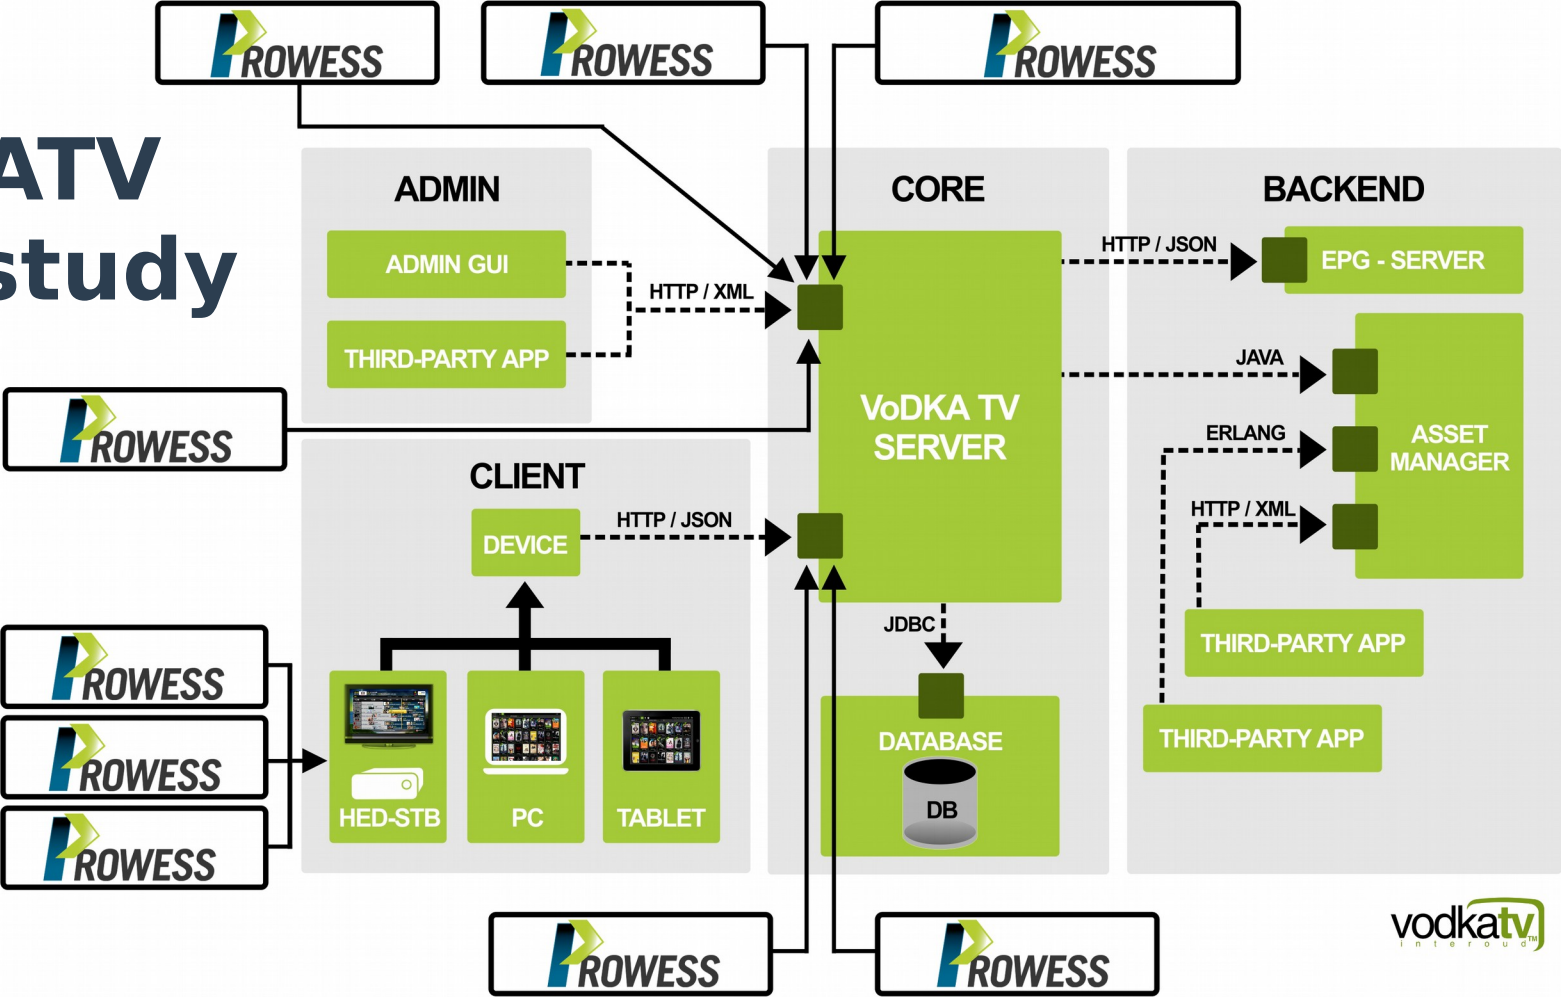 PROWESS
PROWESS
PROWESS
ATV
study
ADMIN
ADMIN GUI
THIRD-PARTY APP
HTTP / XML
CORE
VoDKA TV
SERVER
BACKEND
HTTP / JSON
EPG - SERVER
JAVA
ERLANG
HTTP / XML
ASSET
MANAGER
THIRD-PARTY APP
THIRD-PARTY APP
PROWESS
CLIENT
DEVICE
HTTP / JSON
JDBC
DATABASE
DB
PROWESS
PROWESS
PROWESS
HED-STB
PC
TABLET
PROWESS
PROWESS
vodkatv
TM
interoud